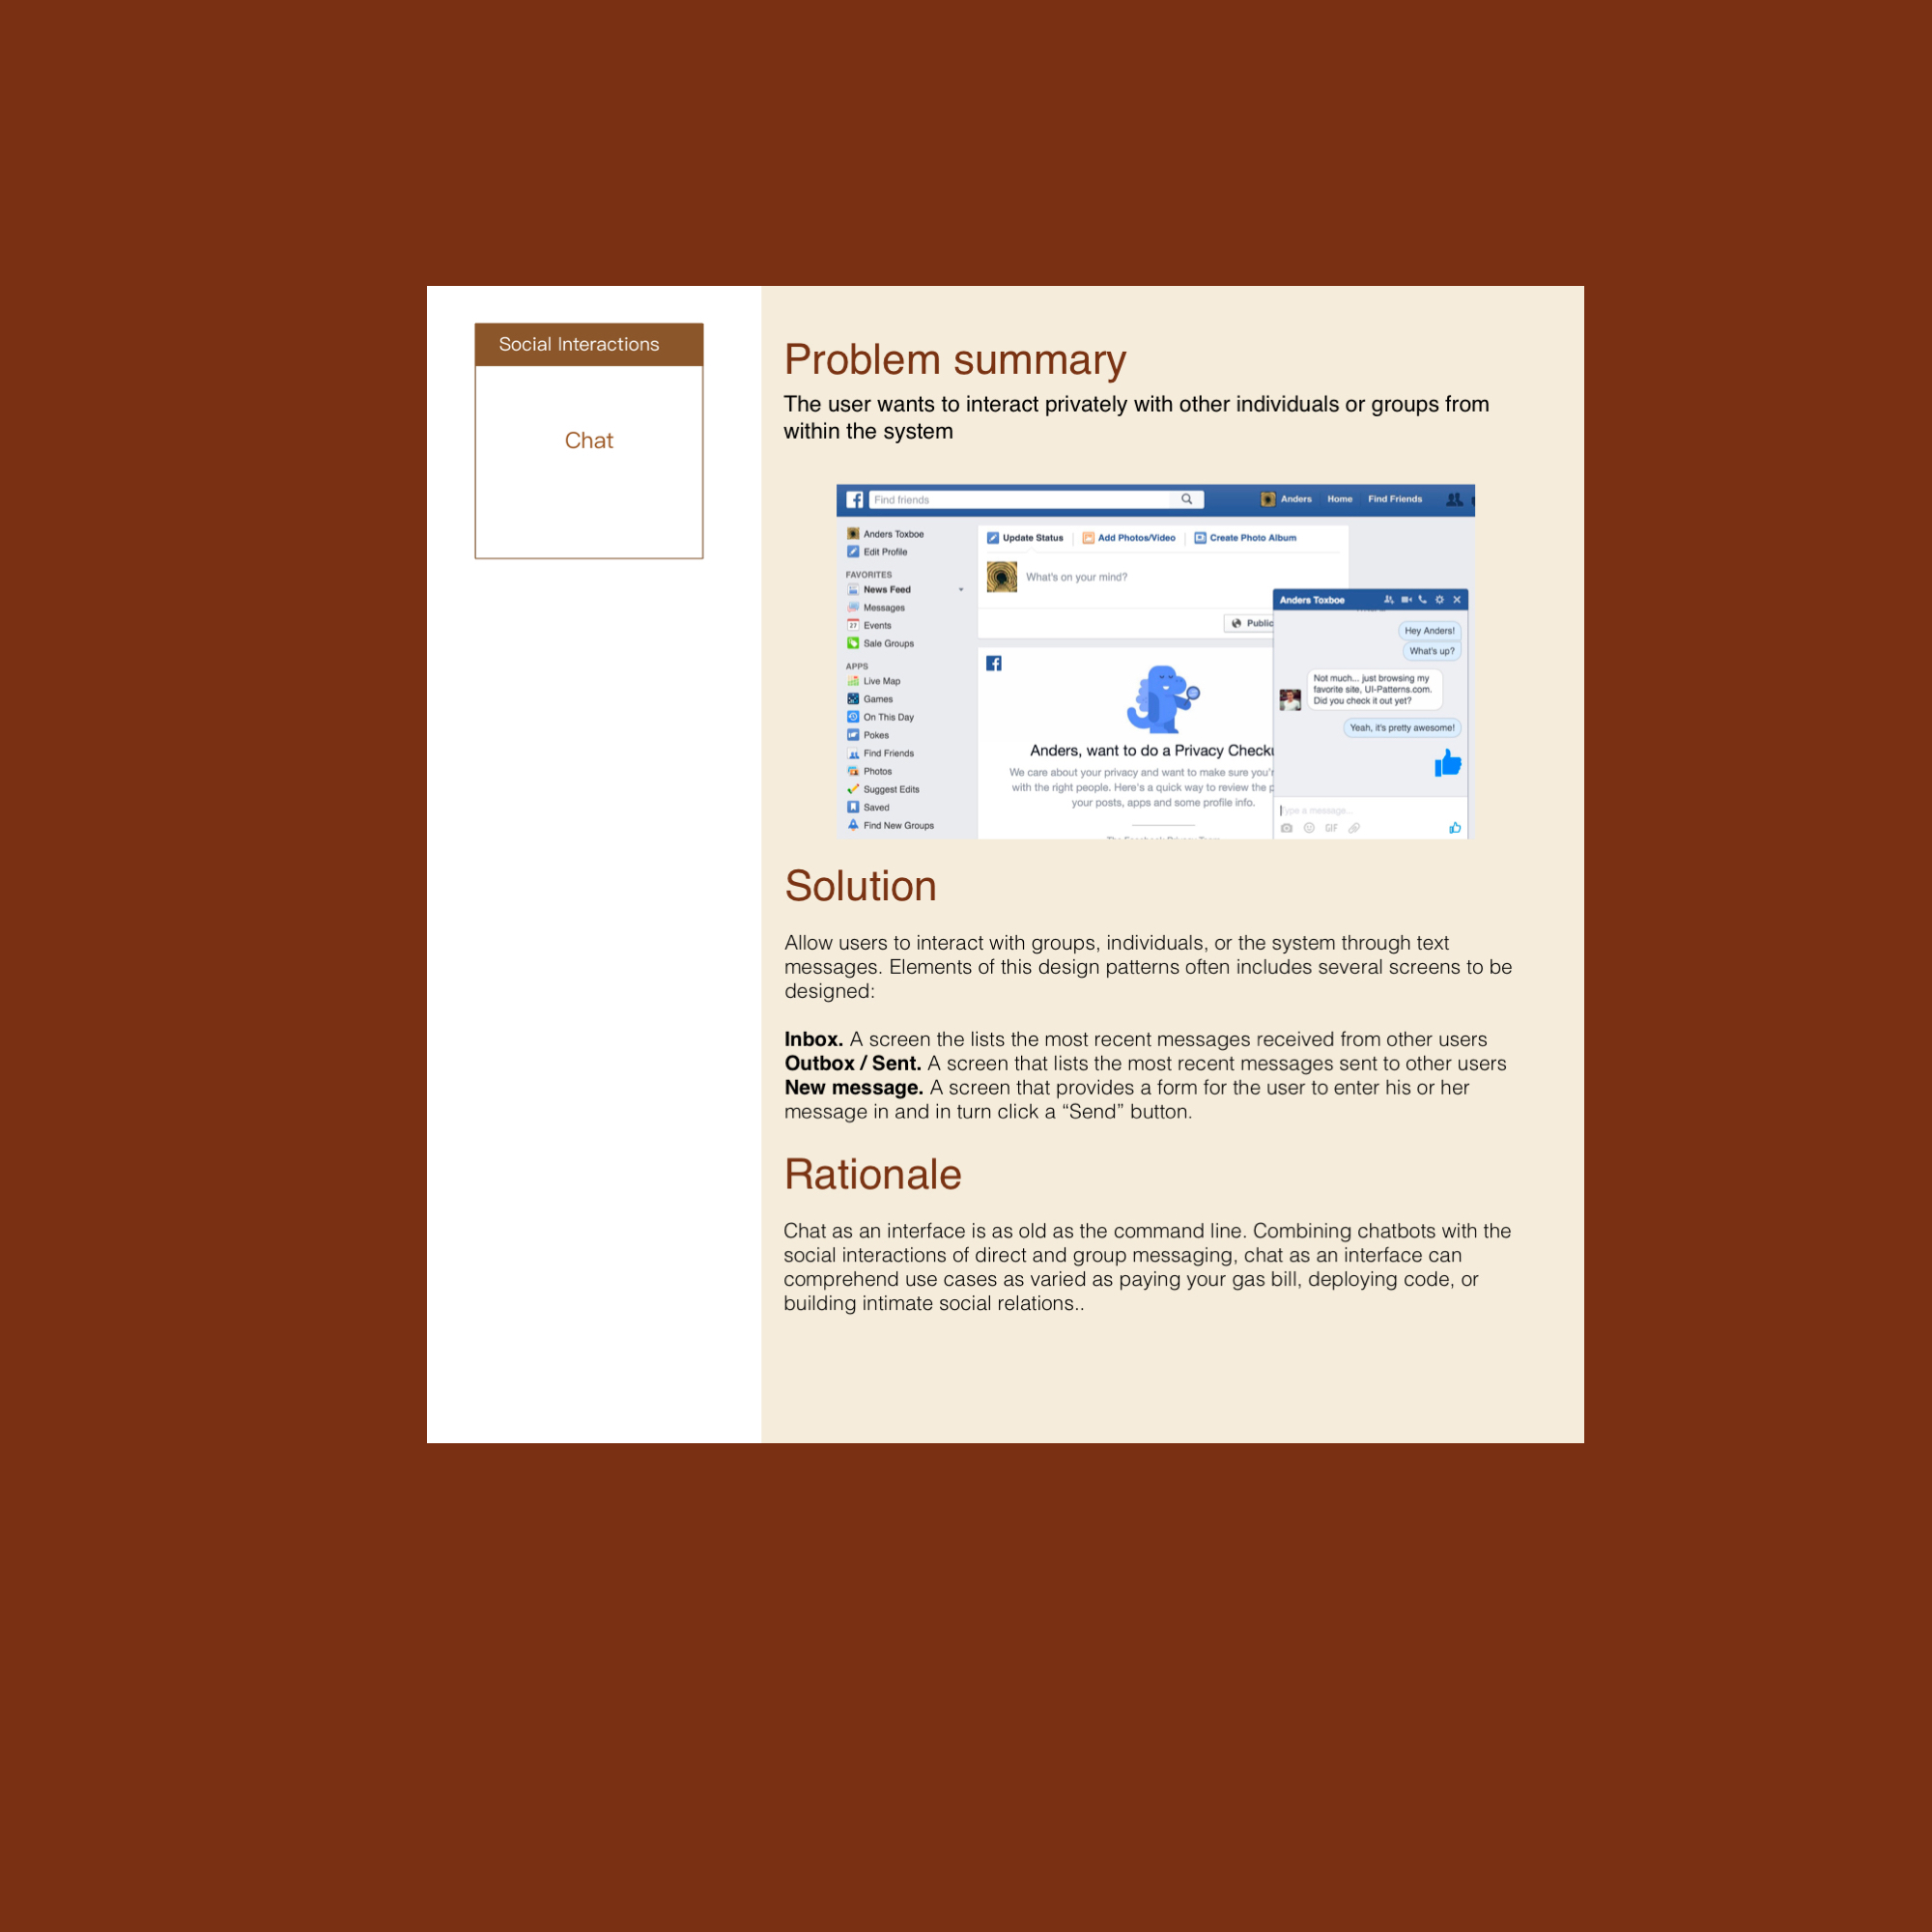 Social Interactions
Chat
Problem summary
The user wants to interact privately with other individuals or groups from
within the system
Find friends
Anders Home Find Friends
Anders Toxboe
Edit Profile
FAVORITES
News Feed
Messages
27 Events
Sale Groups
APPS
Live Map
Games
On This Day
Pokes
Find Friends
Photos
Suggest Edits
Saved
Find New Groups
Update Status Add Photos/Video Create Photo Album
What's on your mind?
Public
Anders, want to do a Privacy Checku
We care about your privacy and want to make sure you'r
with the right people. Here's a quick way to review the p
your posts, apps and some profile info.
The Facebook Privacy Team
Anders Toxboe
Hey Anders!
What's up?
Not much... just browsing my
favorite site, UI-Patterns.com.
Did you check it out yet?
Yeah, it's pretty awesome!
Type a message...
GIF
Solution
Allow users to interact with groups, individuals, or the system through text
messages. Elements of this design patterns often includes several screens to be
designed:
Inbox. A screen the lists the most recent messages received from other users
Outbox / Sent. A screen that lists the most recent messages sent to other users
New message. A screen that provides a form for the user to enter his or her
message in and in turn click a “Send” button.
Rationale
Chat as an interface is as old as the command line. Combining chatbots with the
social interactions of direct and group messaging, chat as an interface can
comprehend use cases as varied as paying your gas bill, deploying code, or
building intimate social relations..